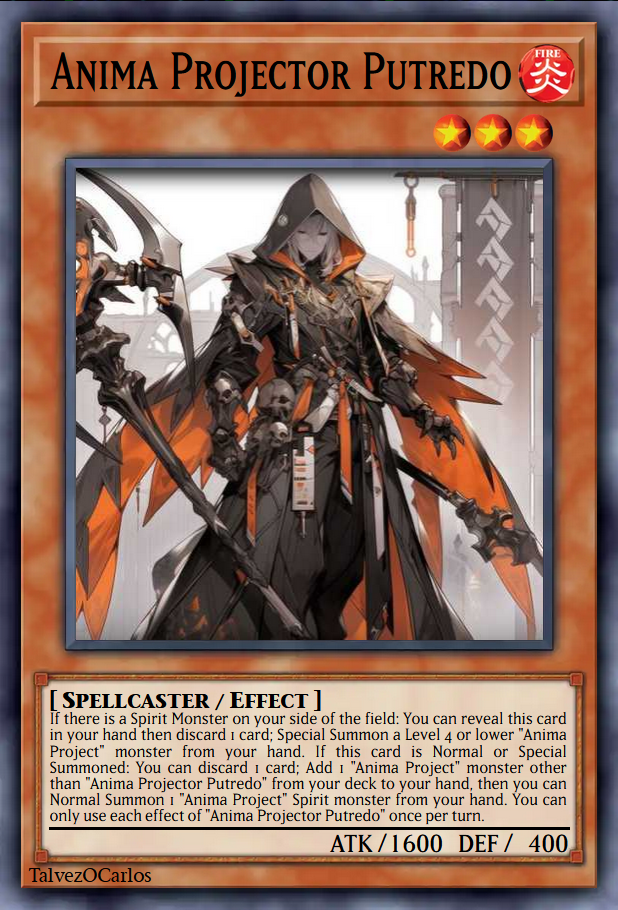 Anima Projector Putredo
FIRE
炎
[ Spellcaster / Effect ]
If there is a Spirit Monster on your side of the field: You can reveal this card
in your hand then discard 1 card; Special Summon a Level 4 or lower "Anima
Project" monster from your hand. If this card is Normal or Special
Summoned: You can discard 1 card; Add 1 "Anima Project" monster other
than "Anima Projector Putredo" from your deck to your hand, then you can
Normal Summon 1 "Anima Project" Spirit monster from your hand. You can
only use each effect of "Anima Projector Putredo" once per turn.
ATK / 1600 DEF / 400
TalvezOCarlos